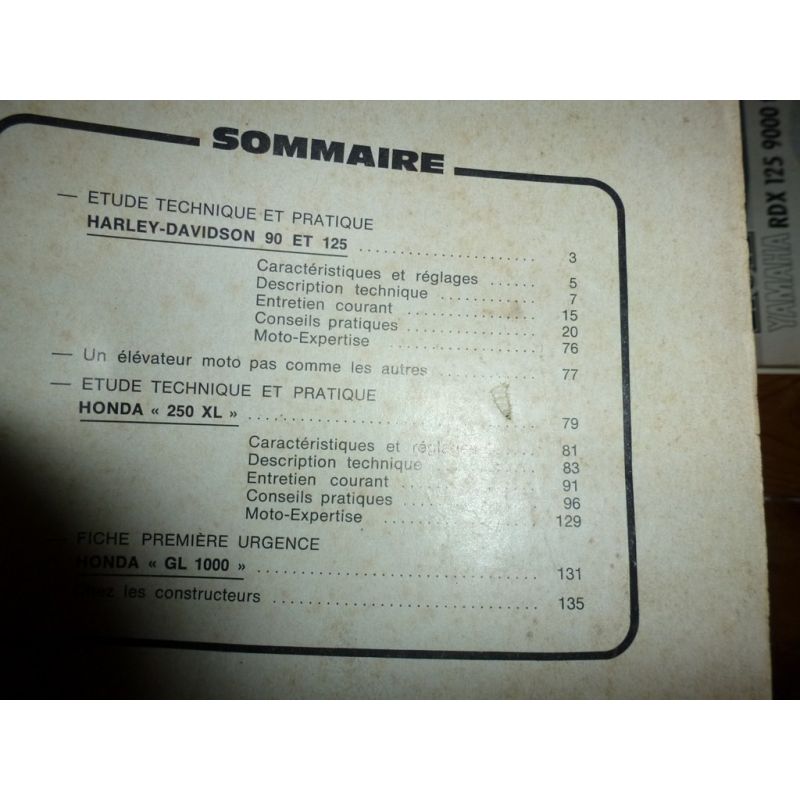 SOMMAIRE
— ETUDE TECHNIQUE ET PRATIQUE
HARLEY-DAVIDSON 90 ET 125 ........................ 3
Caractéristiques et réglages ...... 5
Description technique ............ 7
Entretien courant ................ 15
Conseils pratiques ............... 20
Moto-Expertise ................ 76
— Un élévateur moto pas comme les autres ............ 77
— ETUDE TECHNIQUE ET PRATIQUE
HONDA « 250 XL » .................................... 79
Caractéristiques et réglages ...... 81
Description technique ............ 83
Entretien courant ................ 91
Conseils pratiques ............... 96
Moto-Expertise ................ 129
— FICHE PREMIÈRE URGENCE
HONDA « GL 1000 » .................................... 131
Chez les constructeurs ................................ 135
YAMAHA RDX 125 9000